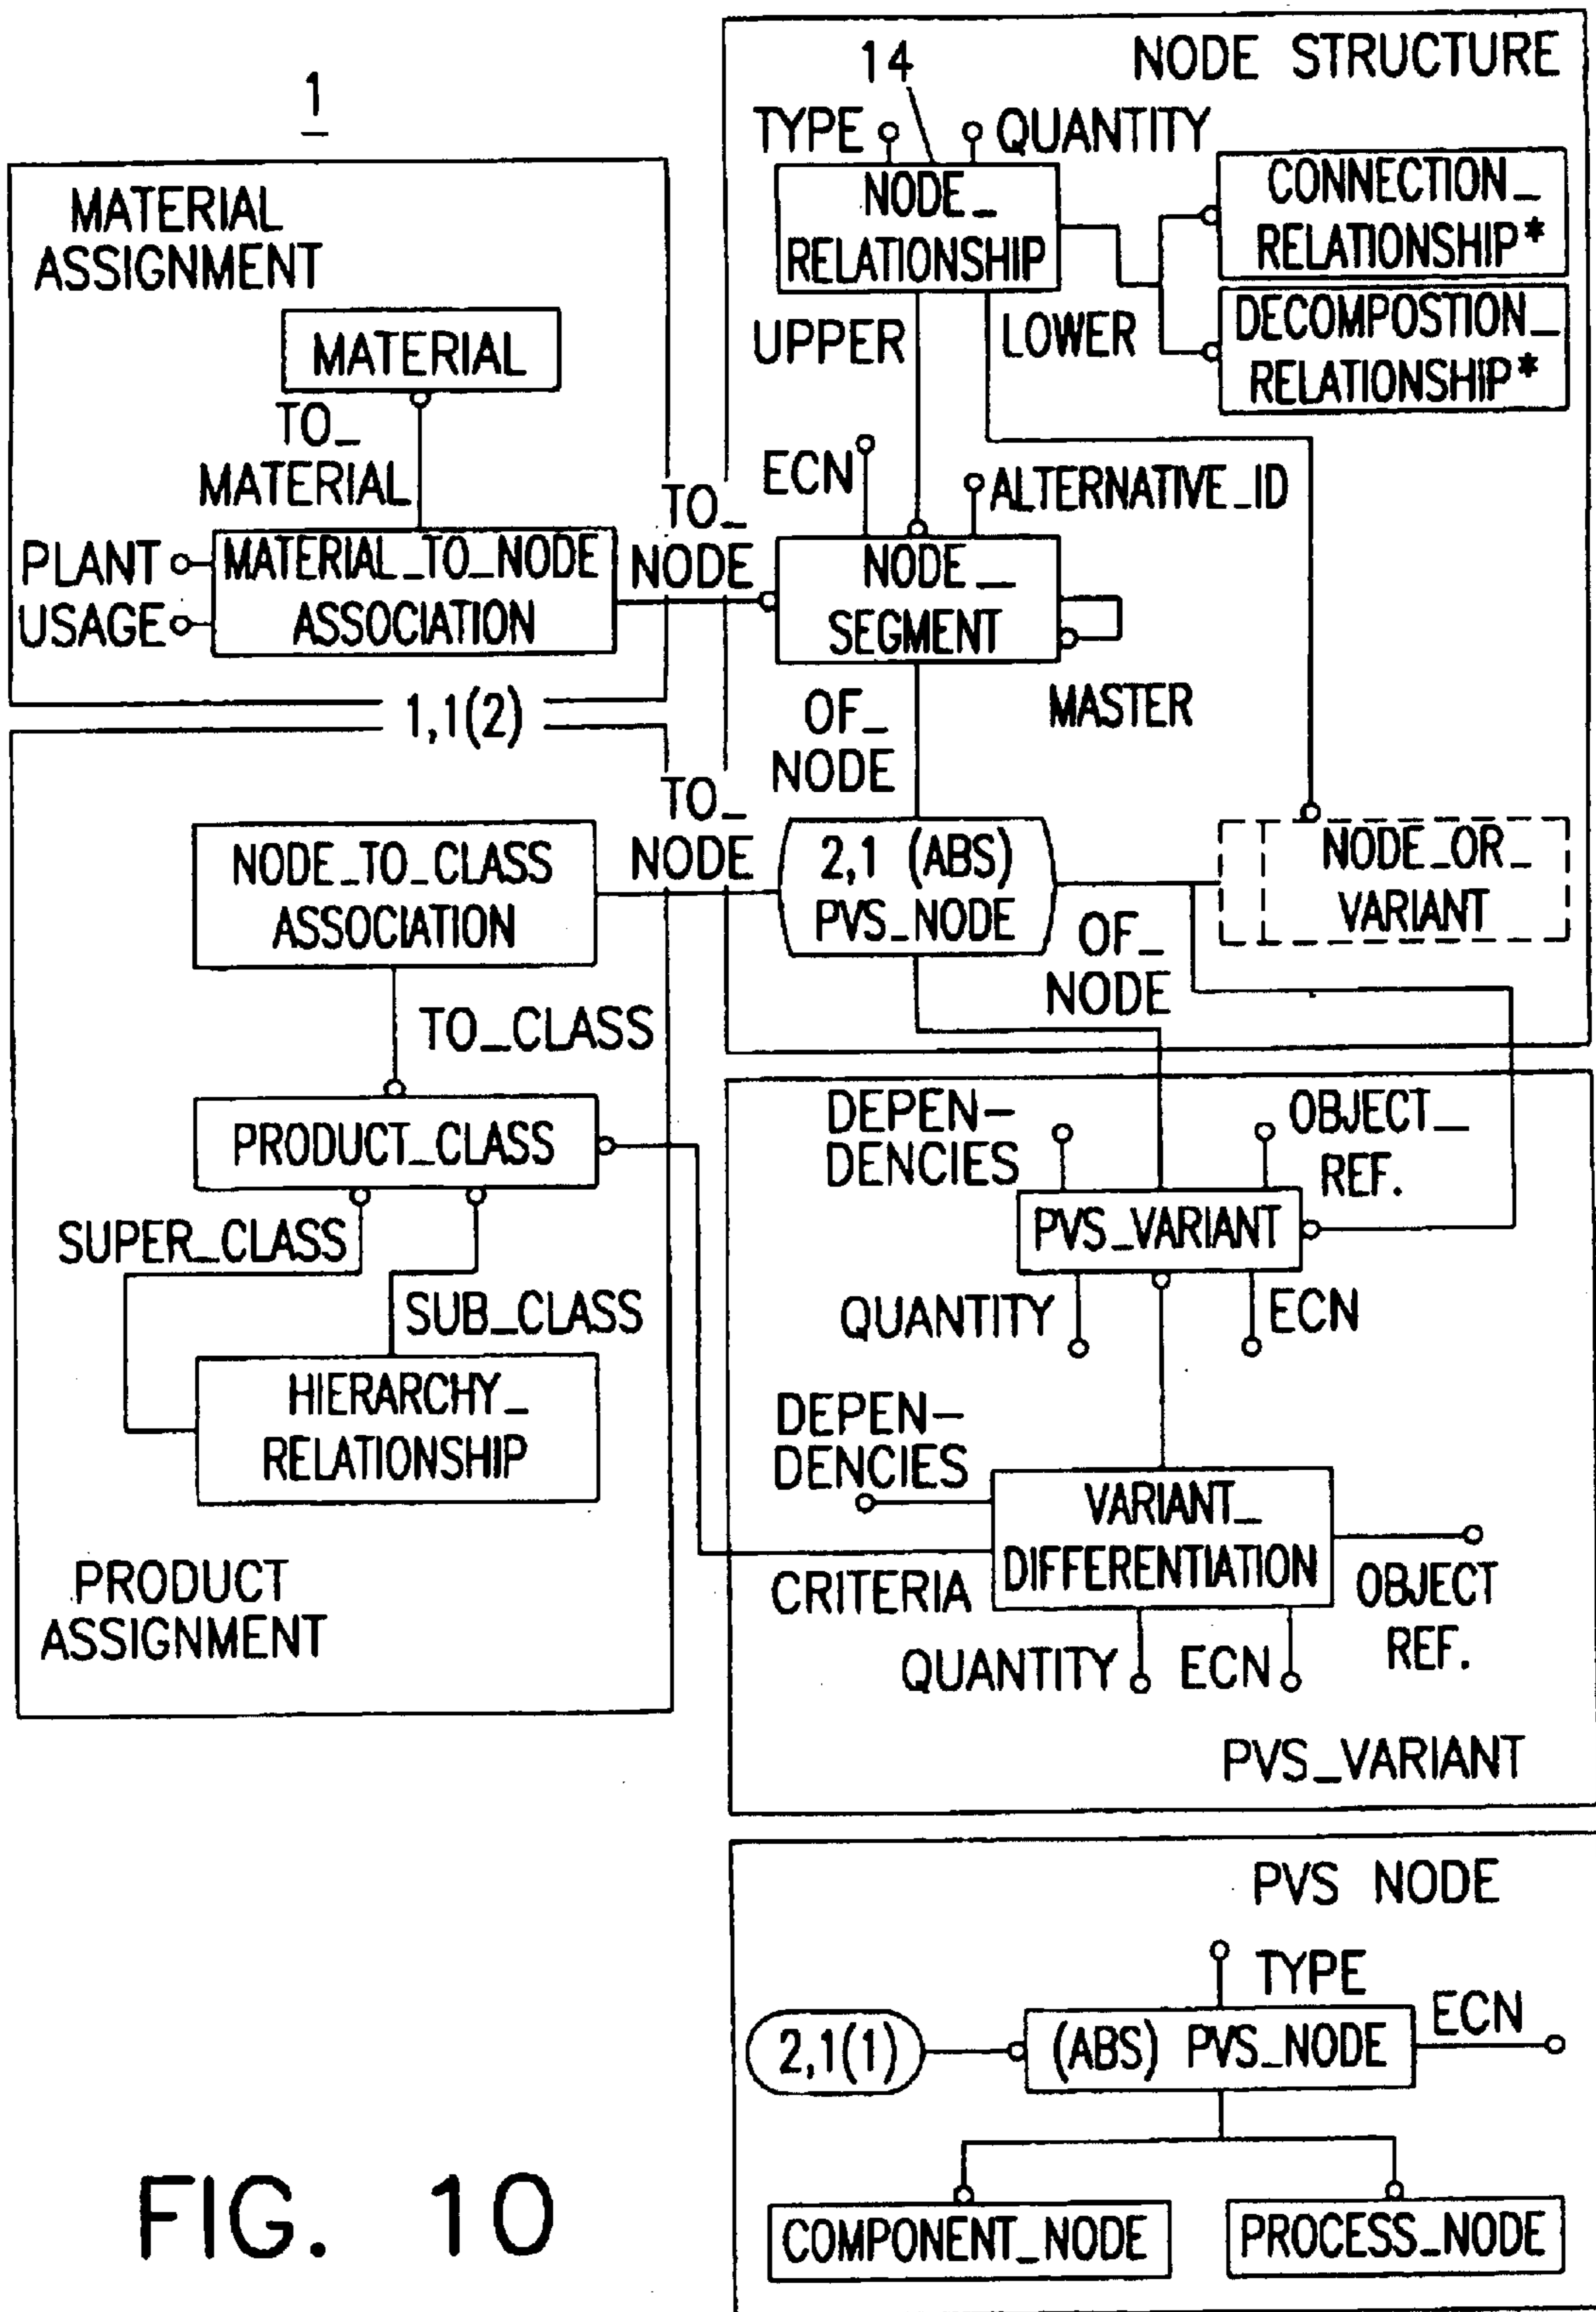 1
MATERIAL
ASSIGNMENT
MATERIAL
TO_
MATERIAL
PLANT
USAGE
MATERIAL_TO_NODE
ASSOCIATION
TO_
NODE
1,1(2)
NODE STRUCTURE
14
TYPE
QUANTITY
NODE_
RELATIONSHIP
CONNECTION_
RELATIONSHIP*
DECOMPOSTION_
RELATIONSHIP*
UPPER
LOWER
ECN
ALTERNATIVE_ID
NODE_
SEGMENT
MASTER
OF_
NODE
TO_
NODE
2,1 (ABS)
PVS_NODE
NODE_OR_
VARIANT
OF_
NODE
NODE_TO_CLASS
ASSOCIATION
TO_CLASS
PRODUCT_CLASS
SUPER_CLASS
SUB_CLASS
HIERARCHY_
RELATIONSHIP
PRODUCT
ASSIGNMENT
DEPEN-
DENCIES
OBJECT_
REF.
PVS_VARIANT
QUANTITY
ECN
DEPEN-
DENCIES
VARIANT_
DIFFERENTIATION
CRITERIA
OBJECT
REF.
QUANTITY
ECN
PVS_VARIANT
PVS NODE
TYPE
ECN
2,1(1)
(ABS) PVS_NODE
COMPONENT_NODE
PROCESS_NODE
FIG. 10